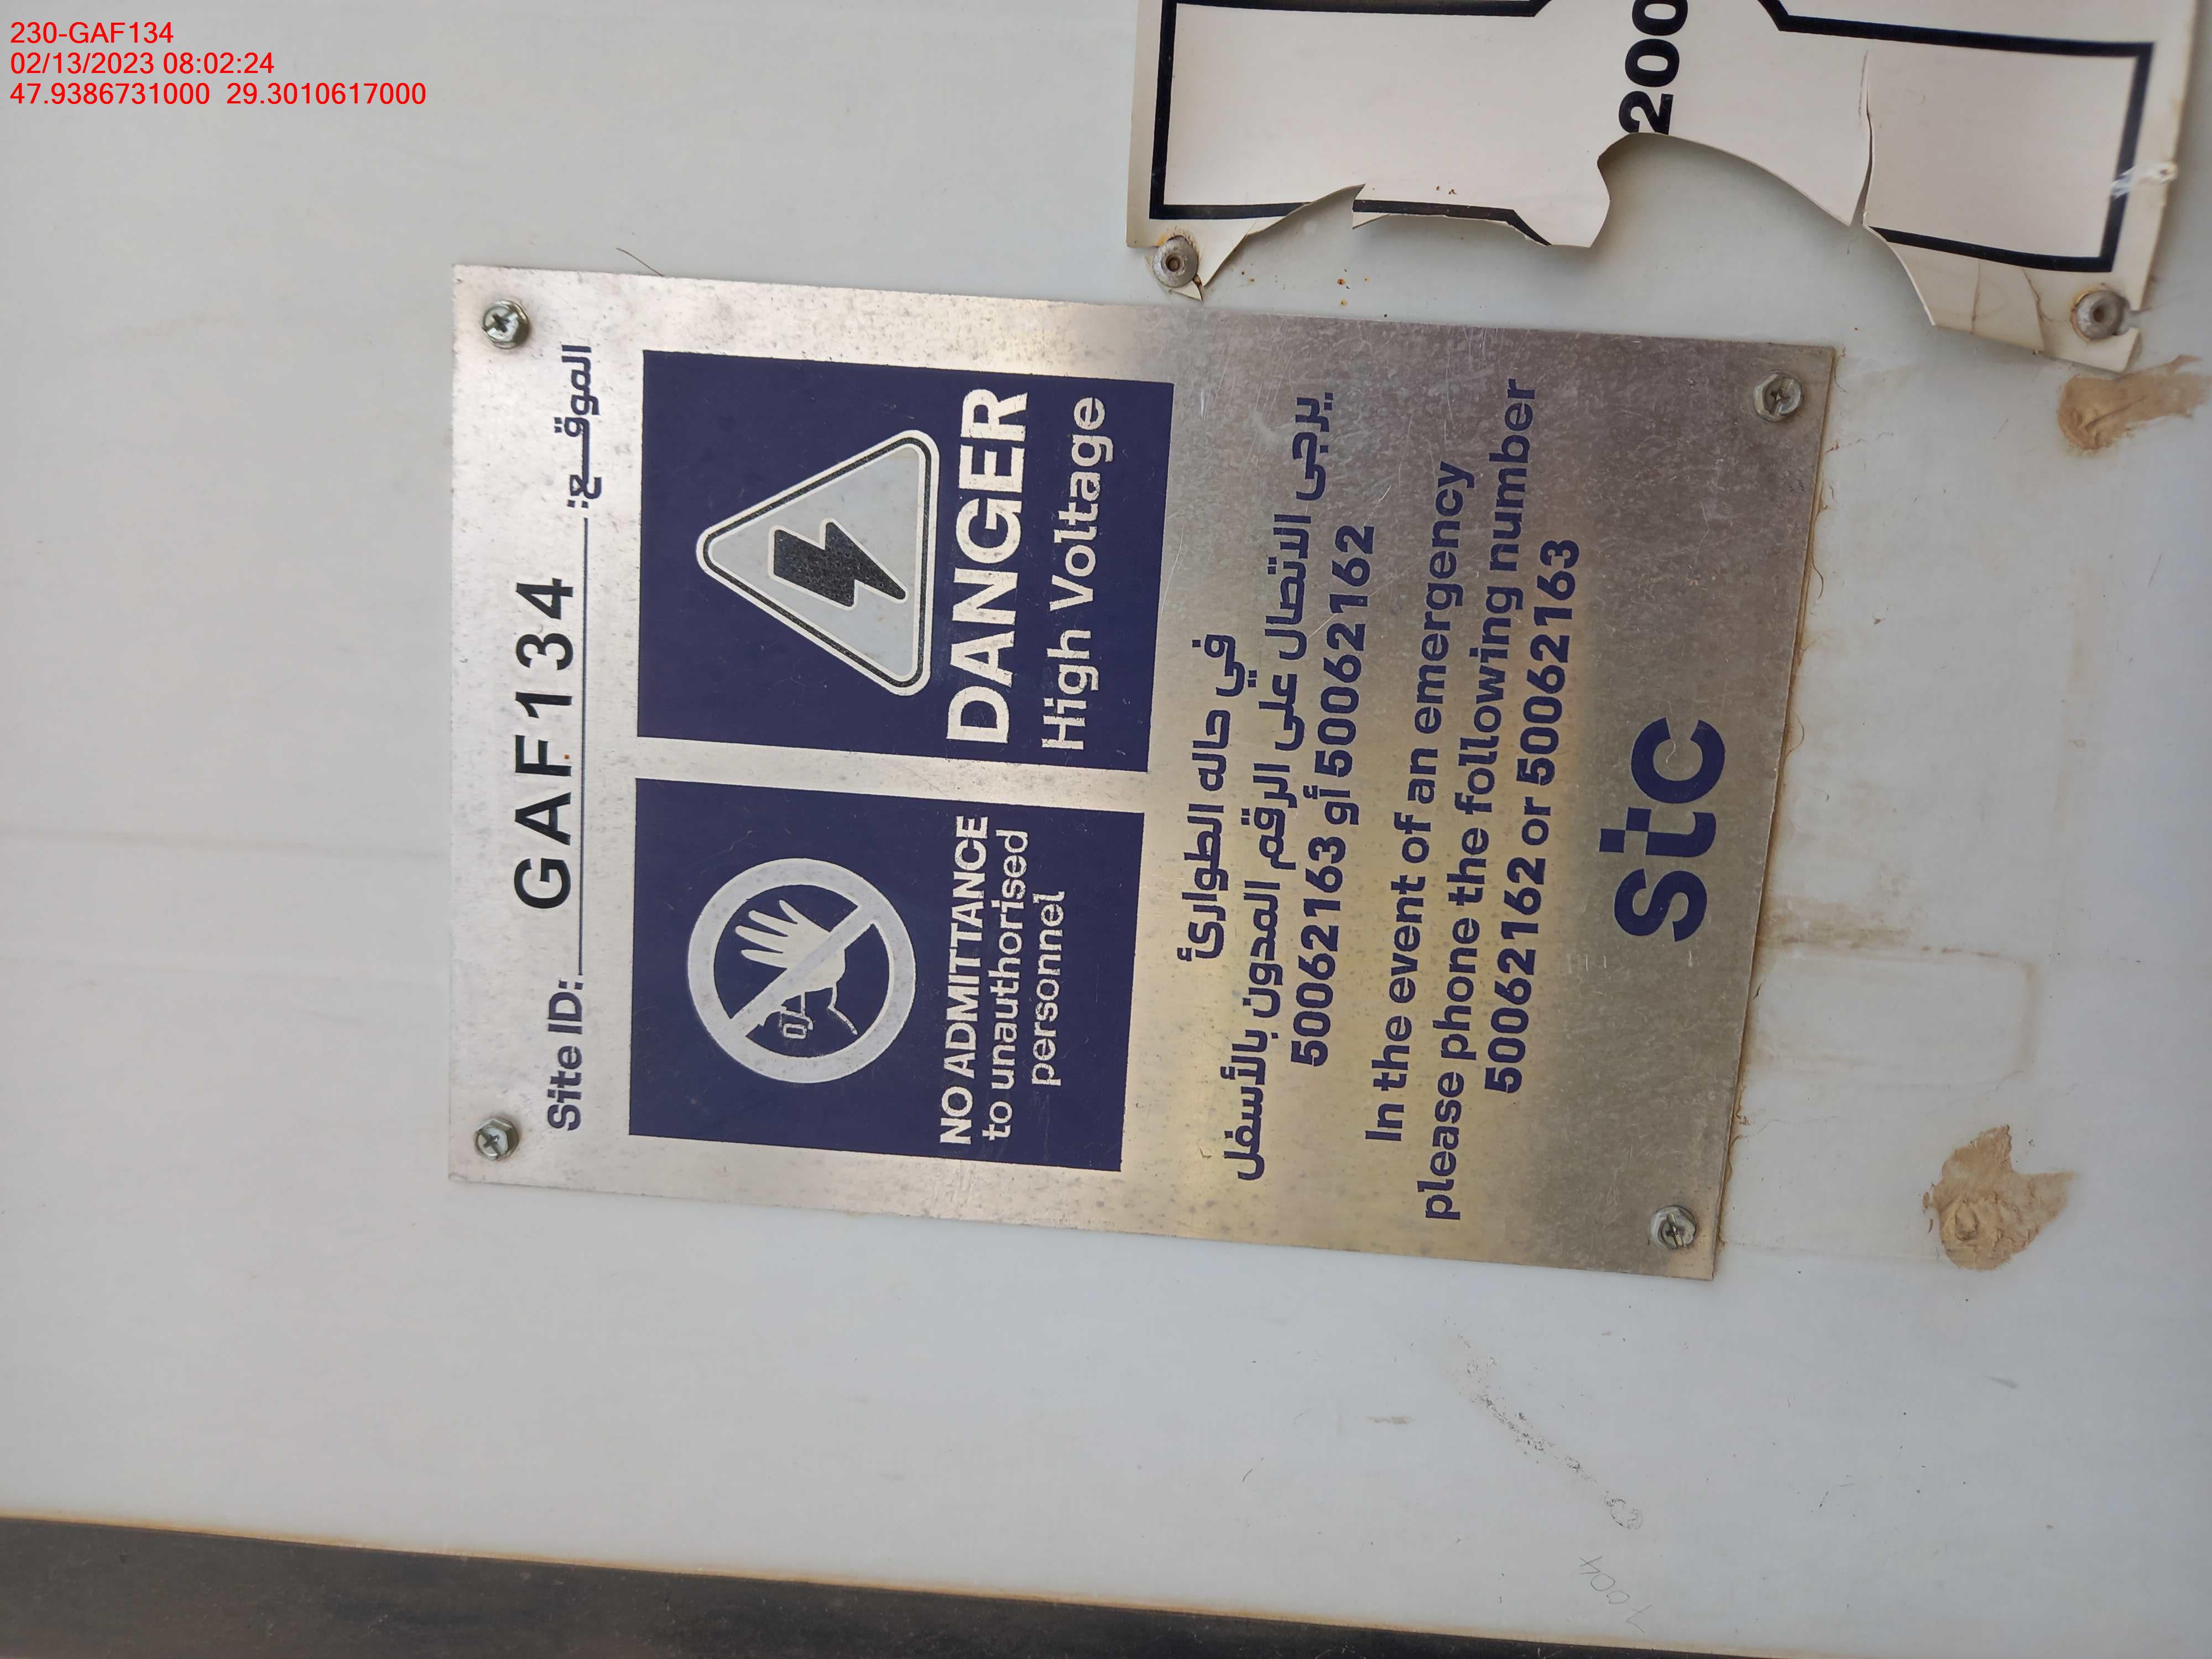 230-GAF134
02/13/2023 08:02:24
47.9386731000 29.3010617000
Site ID: GAF134 الموقـــع:
NO ADMITTANCE
to unauthorised
personnel
DANGER
High Voltage
في حاله الطوارئ
يرجى الاتصال على الرقم المدون بالأسفل
50062163 أو 50062162
In the event of an emergency
please phone the following number
50062162 or 50062163
stc
200